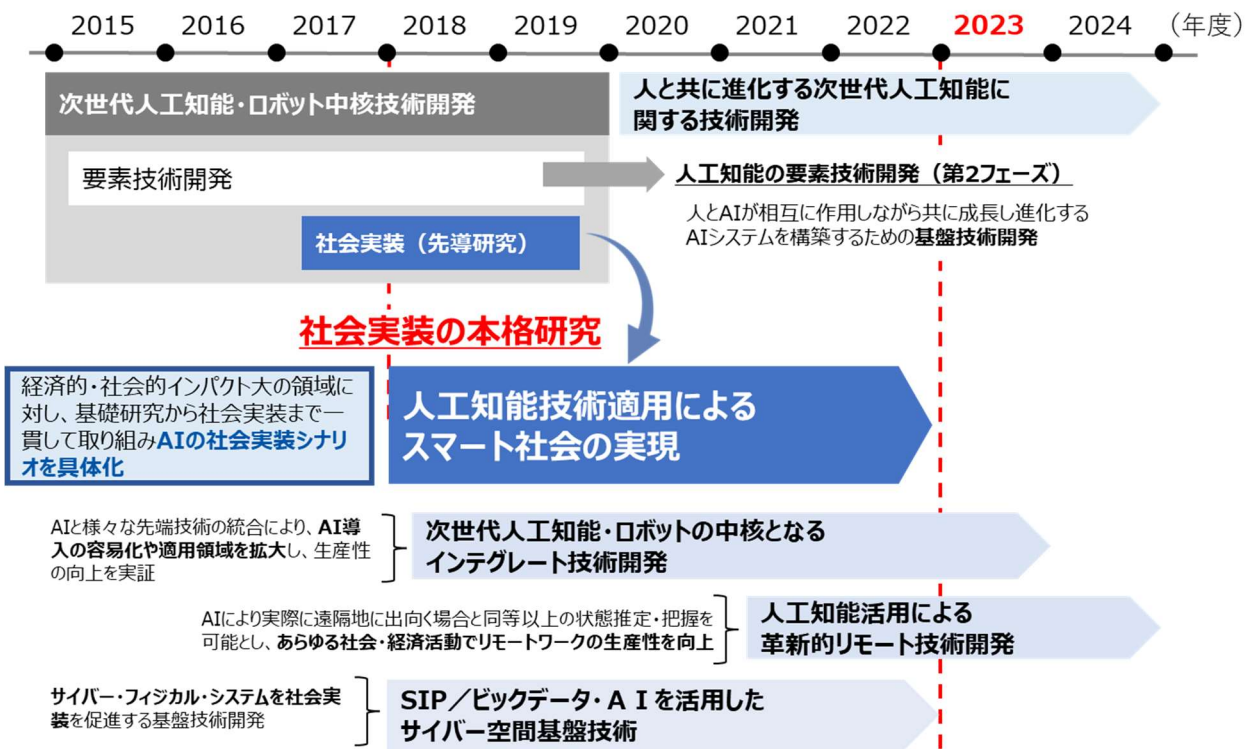 2015 2016 2017 2018 2019 2020 2021 2022 2023 2024 （年度）
次世代人工知能・ロボット中核技術開発
人と共に進化する次世代人工知能に
関する技術開発
要素技術開発
人工知能の要素技術開発（第2フェーズ）
社会実装（先導研究）
人とAIが相互に作用しながら共に成長し進化する
AIシステムを構築するための基盤技術開発
社会実装の本格研究
経済的・社会的インパクト大の領域に
対し、基礎研究から社会実装まで一
貫して取り組みAIの社会実装シナリ
オを具体化
人工知能技術適用による
スマート社会の実現
AIと様々な先端技術の統合により、AI導
入の容易化や適用領域を拡大し、生産性
の向上を実証
次世代人工知能・ロボットの中核となる
インテグレート技術開発
AIにより実際に遠隔地に出向く場合と同等以上の状態推定・把握を
可能とし、あらゆる社会・経済活動でリモートワークの生産性を向上
人工知能活用による
革新的リモート技術開発
サイバー・フィジカル・システムを社会実
装を促進する基盤技術開発
SIP／ビックデータ・ＡＩを活用した
サイバー空間基盤技術